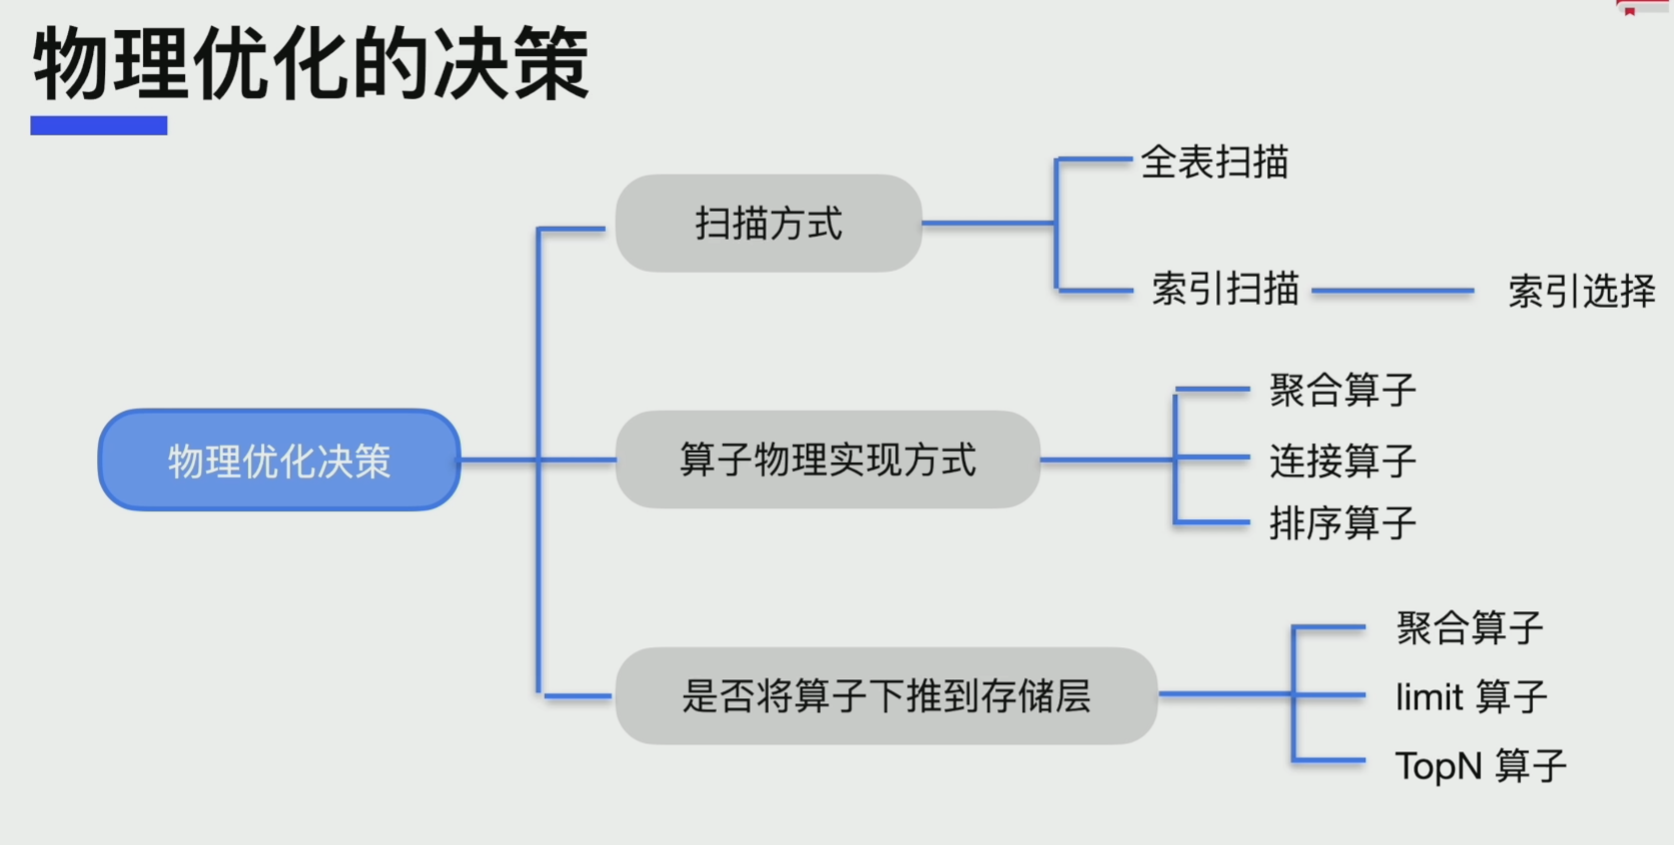 物理优化的决策
物理优化决策
扫描方式
全表扫描
索引扫描
索引选择
算子物理实现方式
聚合算子
连接算子
排序算子
是否将算子下推到存储层
聚合算子
limit 算子
TopN 算子